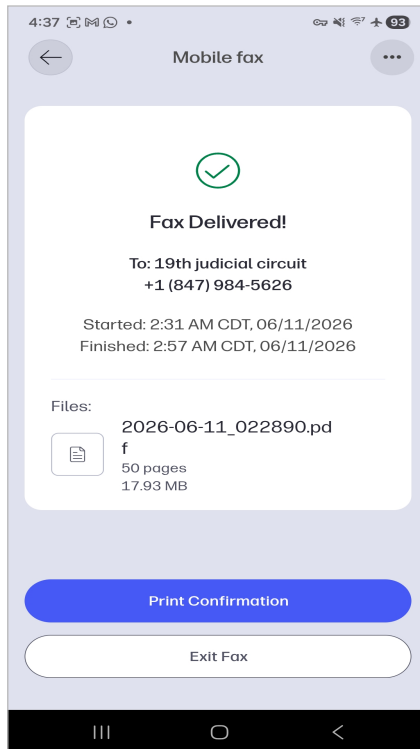 4:37
93
Mobile fax
Fax Delivered!
To: 19th judicial circuit
+1 (847) 984-5626
Started: 2:31 AM CDT, 06/11/2026
Finished: 2:57 AM CDT, 06/11/2026
Files:
2026-06-11_022890.pd
f
50 pages
17.93 MB
Print Confirmation
Exit Fax